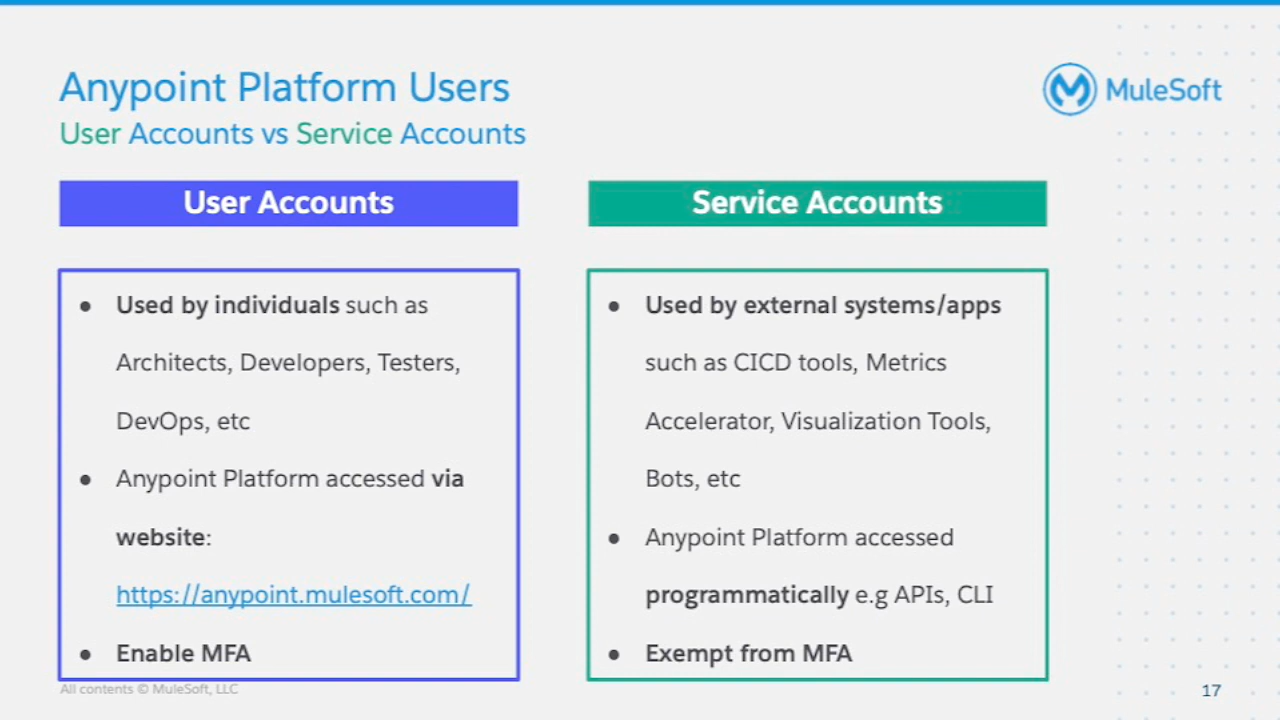 Anypoint Platform Users
MuleSoft
User Accounts vs Service Accounts
User Accounts
● Used by individuals such as
Architects, Developers, Testers,
DevOps, etc
● Anypoint Platform accessed via
website:
https://anypoint.mulesoft.com/
● Enable MFA
Service Accounts
● Used by external systems/apps
such as CICD tools, Metrics
Accelerator, Visualization Tools,
Bots, etc
● Anypoint Platform accessed
programmatically e.g APIs, CLI
● Exempt from MFA
All contents © MuleSoft, LLC
17